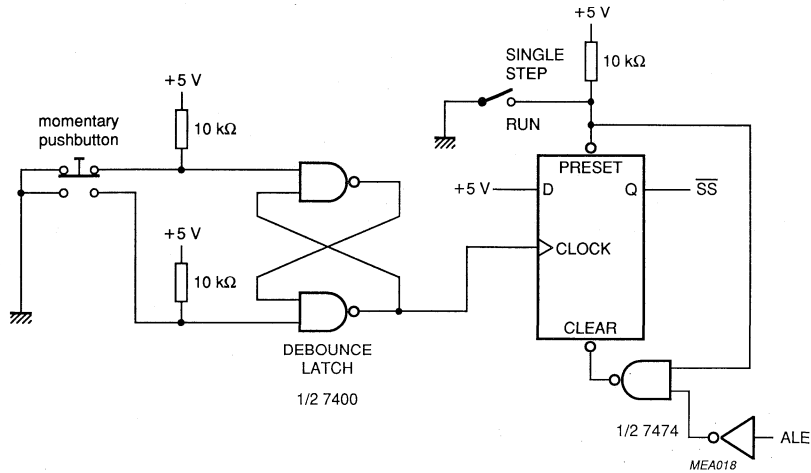 +5 V
SINGLE
STEP
10 kΩ
RUN
+5 V
momentary
pushbutton
10 kΩ
PRESET
+5 V
D
Q
SS
+5 V
CLOCK
10 kΩ
CLEAR
DEBOUNCE
LATCH
1/2 7400
1/2 7474
ALE
MEA018